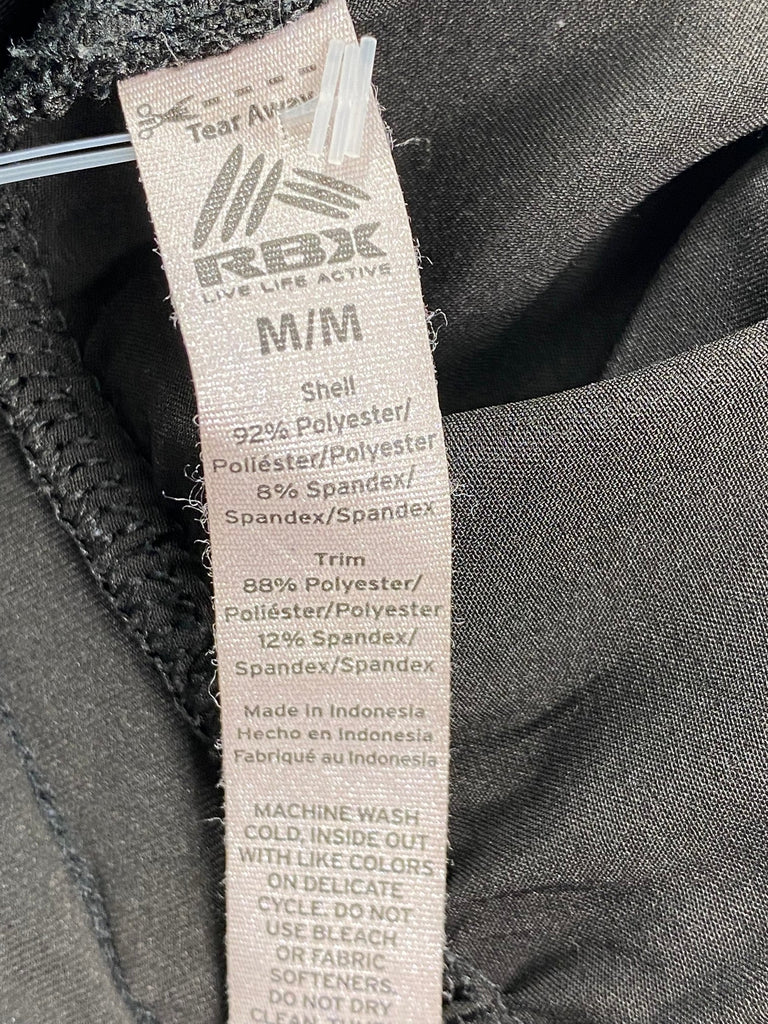 Tear Away
RBX
LIVE LIFE ACTIVE
M/M
Shell
92% Polyester/
Poliéster/Polyester
8% Spandex/
Spandex/Spandex
Trim
88% Polyester/
Poliéster/Polyester
12% Spandex/
Spandex/Spandex
Made in Indonesia
Hecho en Indonesia
Fabriqué au Indonesia
MACHINE WASH
COLD, INSIDE OUT
WITH LIKE COLORS
ON DELICATE
CYCLE. DO NOT
USE BLEACH
OR FABRIC
SOFTENERS.
DO NOT DRY
CLEAN.